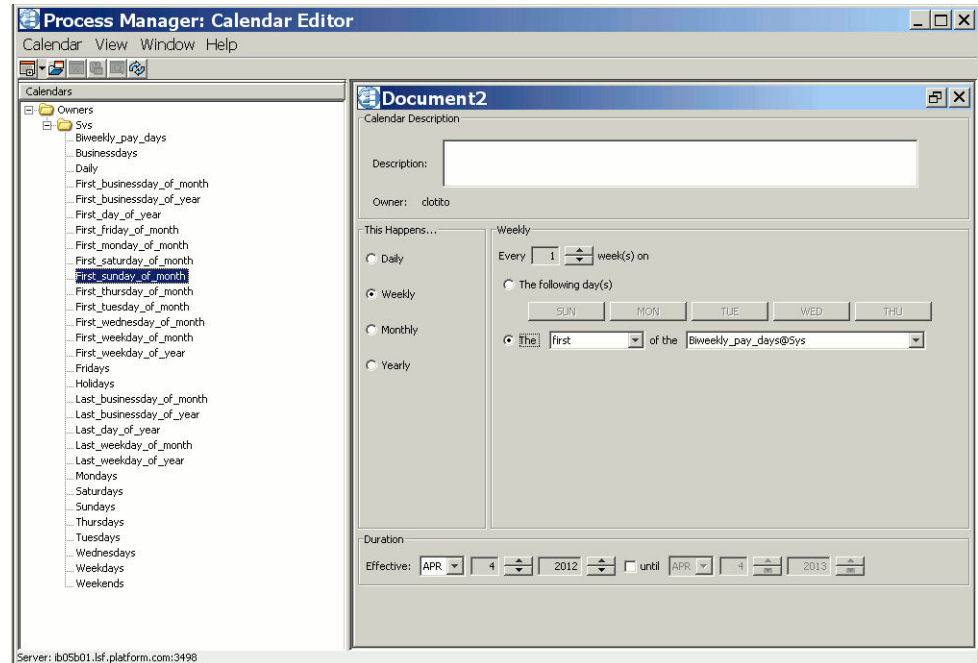 Process Manager: Calendar Editor
Calendar View Window Help
Calendars
Owners
Sys
Biweekly_pay_days
Businessdays
Daily
First_businessday_of_month
First_businessday_of_year
First_day_of_year
First_friday_of_month
First_monday_of_month
First_saturday_of_month
First_sunday_of_month
First_thursday_of_month
First_tuesday_of_month
First_wednesday_of_month
First_weekday_of_month
First_weekday_of_year
Fridays
Holidays
Last_businessday_of_month
Last_businessday_of_year
Last_day_of_year
Last_weekday_of_month
Last_weekday_of_year
Mondays
Saturdays
Sundays
Thursdays
Tuesdays
Wednesdays
Weekdays
Weekends
Document2
Calendar Description
Description:
Owner: clotito
This Happens...
Daily
Weekly
Monthly
Yearly
Weekly
Every 1 week(s) on
The following day(s)
SUN MON TUE WED THU
The first of the Biweekly_pay_days@Sys
Duration
Effective: APR 4 2012 until APR 4 2013
Server: ib05b01.lsf.platform.com:3498